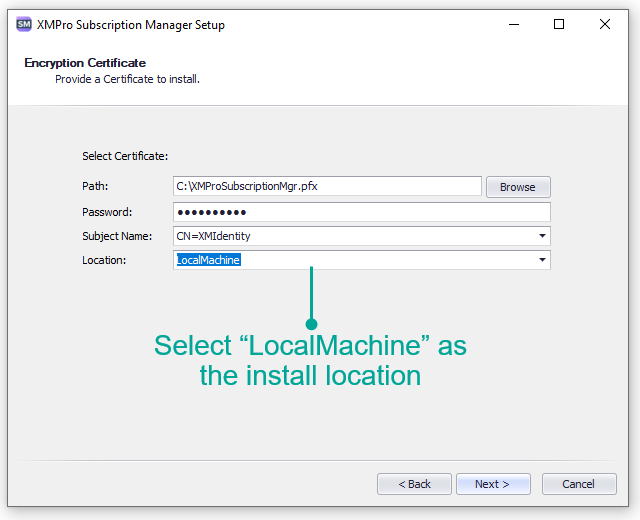 SM XMPro Subscription Manager Setup
Encryption Certificate
Provide a Certificate to install.
Select Certificate:
Path: C:\XMProSubscriptionMgr.pfx Browse
Password: ●●●●●●●●●●
Subject Name: CN=XMIdentity
Location: LocalMachine
Select “LocalMachine” as
the install location
< Back Next > Cancel